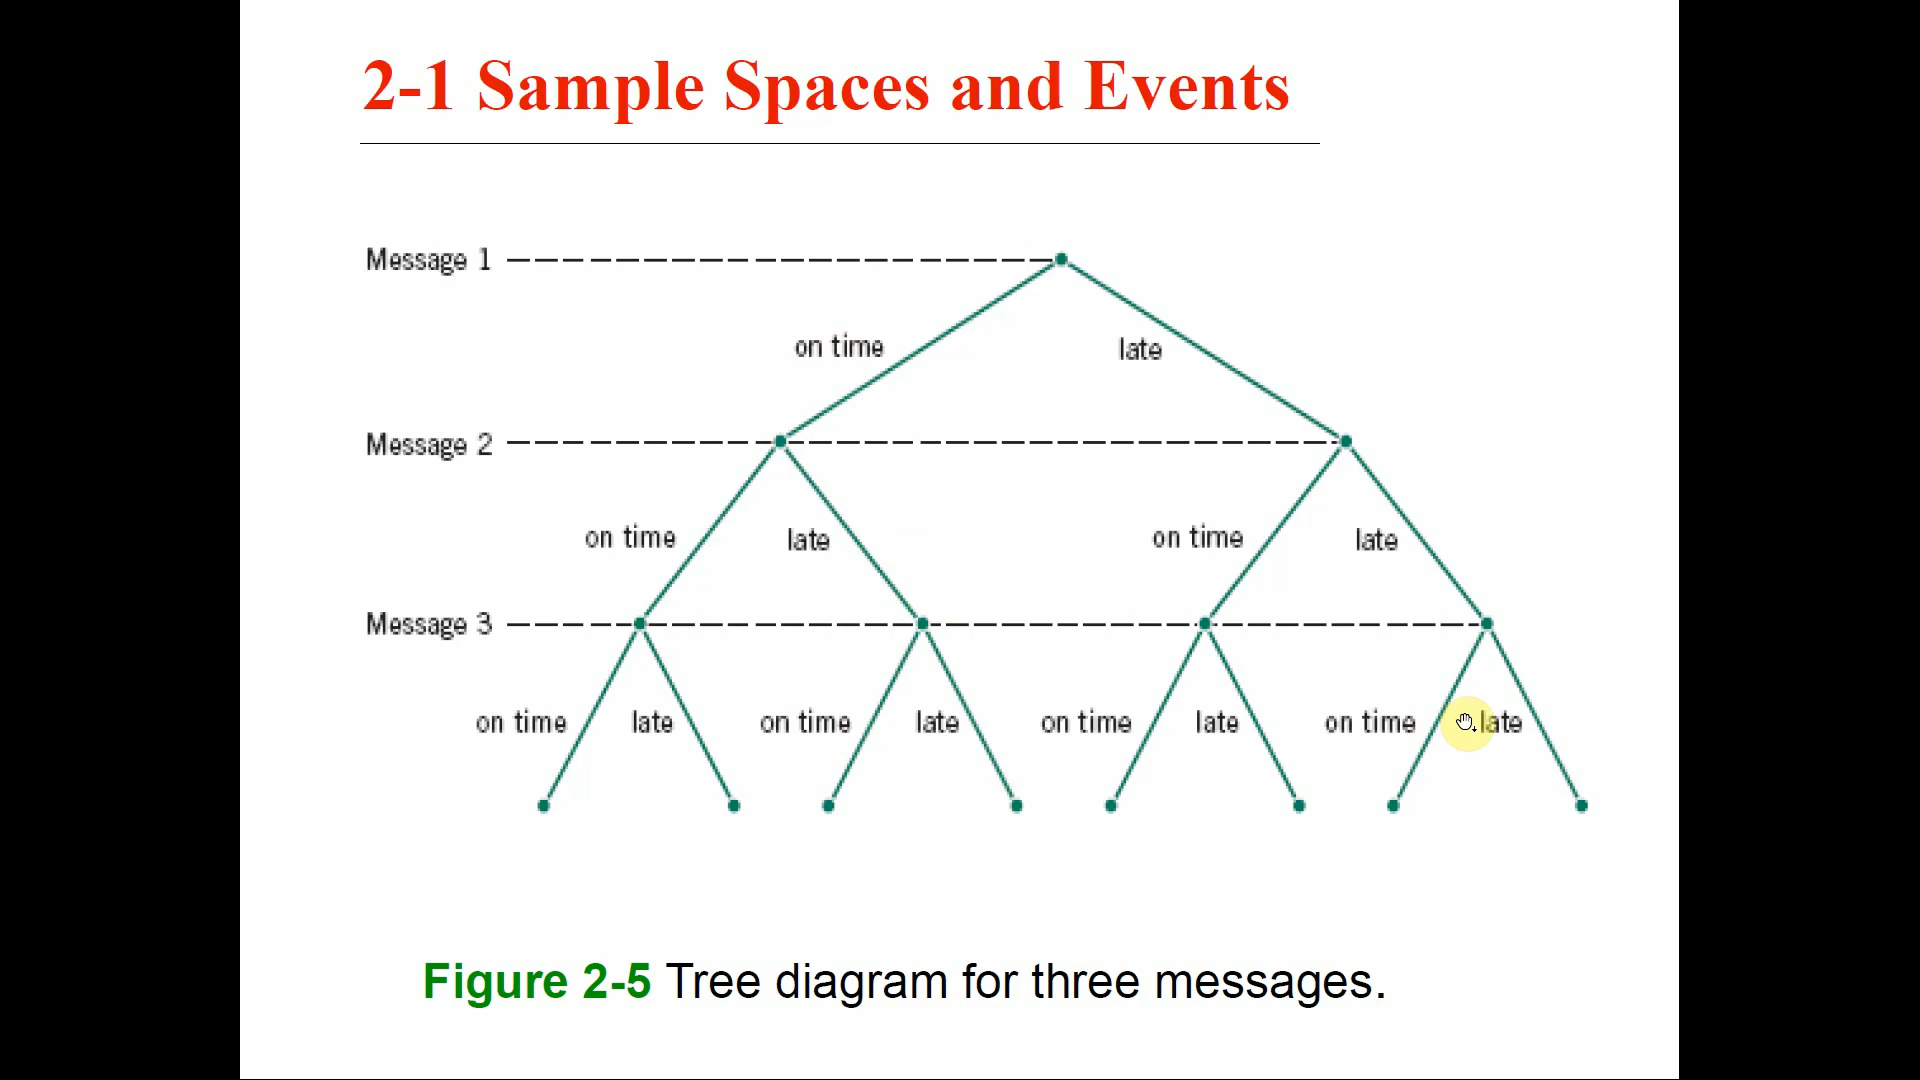 2-1 Sample Spaces and Events
Message 1
on time late
Message 2
on time late on time late
Message 3
on time late on time late on time late on time late
Figure 2-5 Tree diagram for three messages.